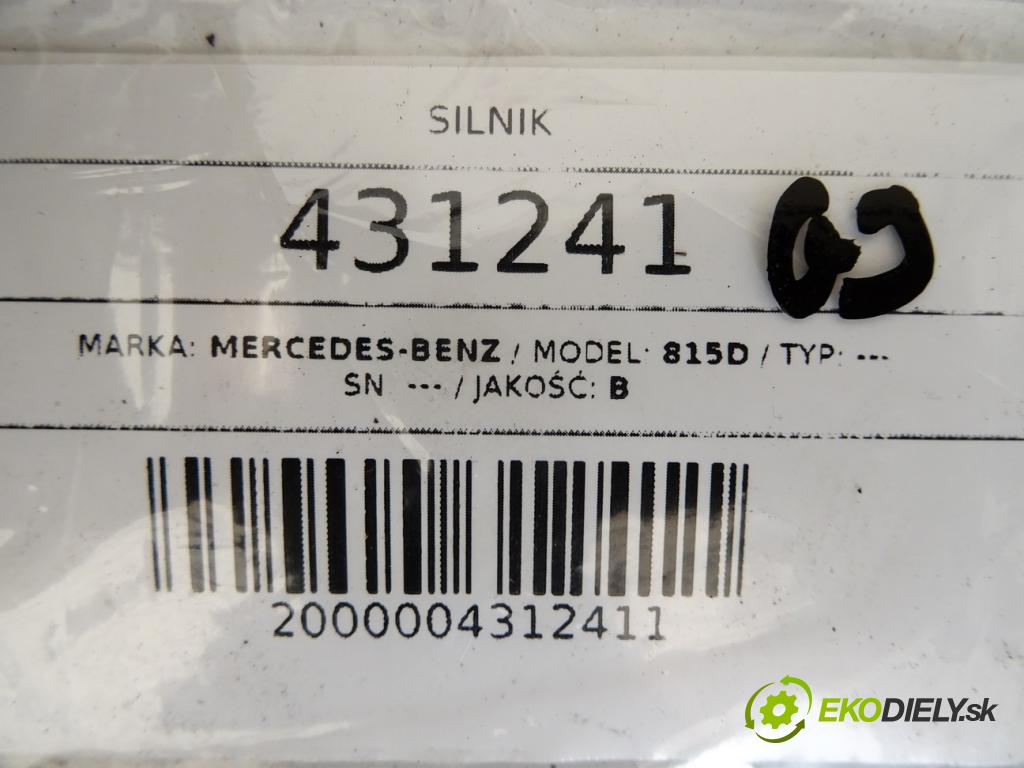 SILNIK
431241
MARKA: MERCEDES-BENZ / MODEL: 815D / TYP: ---
SN --- / JAKOŚĆ: B
2000004312411
EKODIELY.sk